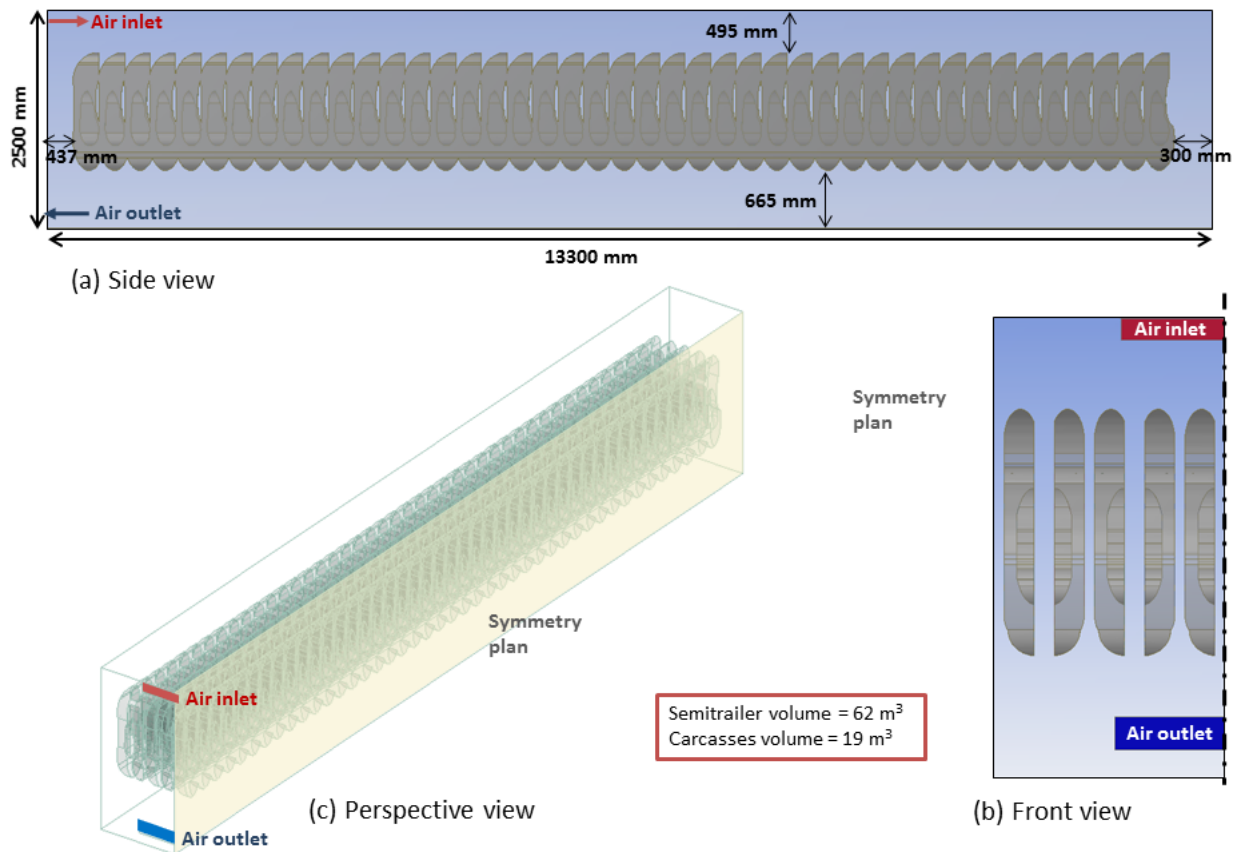 Air inlet
495 mm
2500 mm
437 mm
300 mm
665 mm
Air outlet
13300 mm
(a) Side view
Air inlet
Symmetry
plan
Symmetry
plan
Air inlet
Semitrailer volume = 62 m³
Carcasses volume = 19 m³
Air outlet
(c) Perspective view
(b) Front view
Air outlet